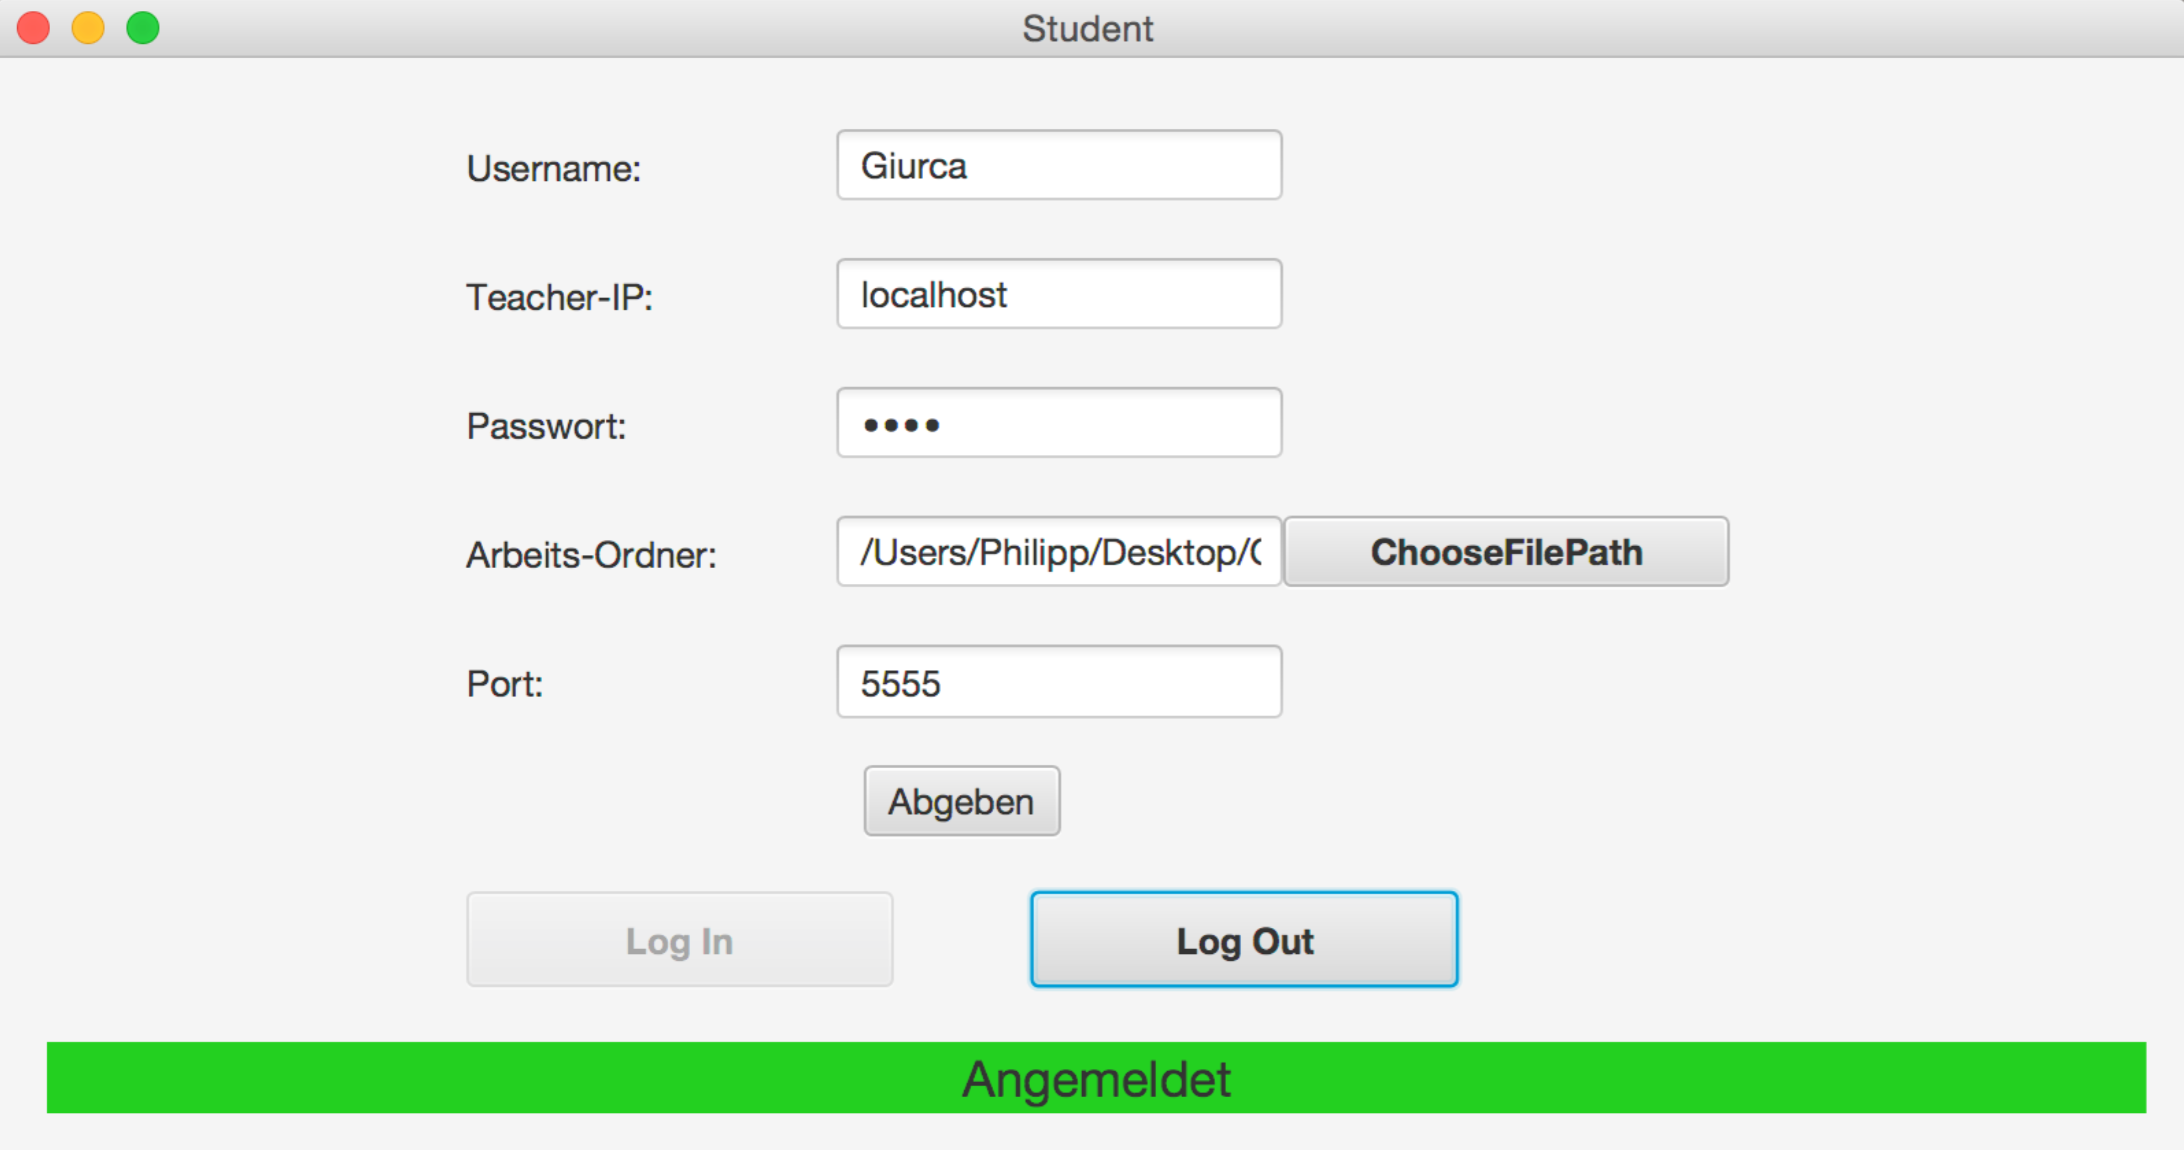 Student
Username: Giurca
Teacher-IP: localhost
Passwort: ••••
Arbeits-Ordner: /Users/Philipp/Desktop/ ChooseFilePath
Port: 5555
Abgeben
Log In Log Out
Angemeldet